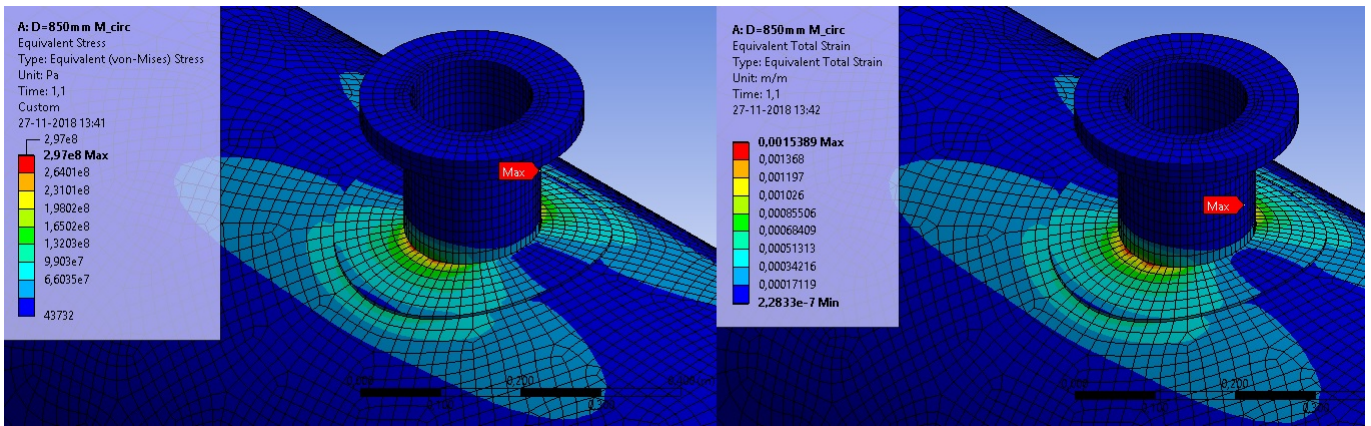 A: D=850mm M_circ
Equivalent Stress
Type: Equivalent (von-Mises) Stress
Unit: Pa
Time: 1,1
Custom
27-11-2018 13:41
2,97e8
2,97e8 Max
2,6401e8
2,3101e8
1,9802e8
1,6502e8
1,3203e8
9,903e7
6,6035e7
43732
Max
0,200
A: D=850mm M_circ
Equivalent Total Strain
Type: Equivalent Total Strain
Unit: m/m
Time: 1,1
27-11-2018 13:42
0,0015389 Max
0,001368
0,001197
0,001026
0,00085506
0,00068409
0,00051313
0,00034216
0,00017119
2,2833e-7 Min
Max
0,200